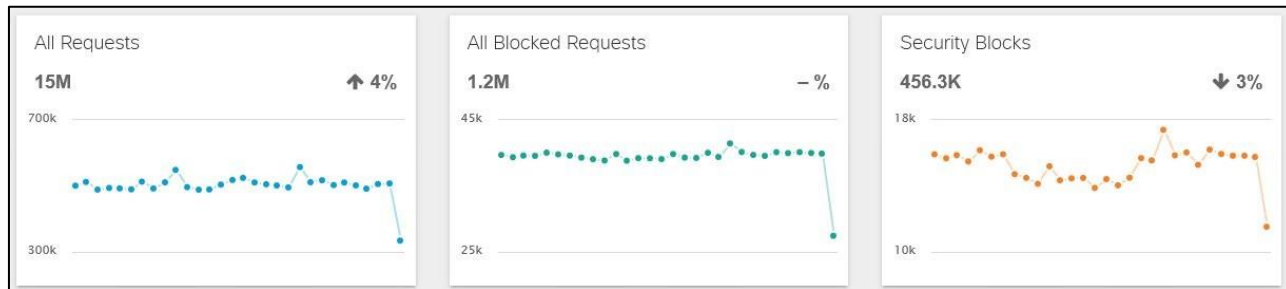 All Requests
15M
↑ 4%
700k
300k
All Blocked Requests
1.2M
– %
45k
25k
Security Blocks
456.3K
↓ 3%
18k
10k